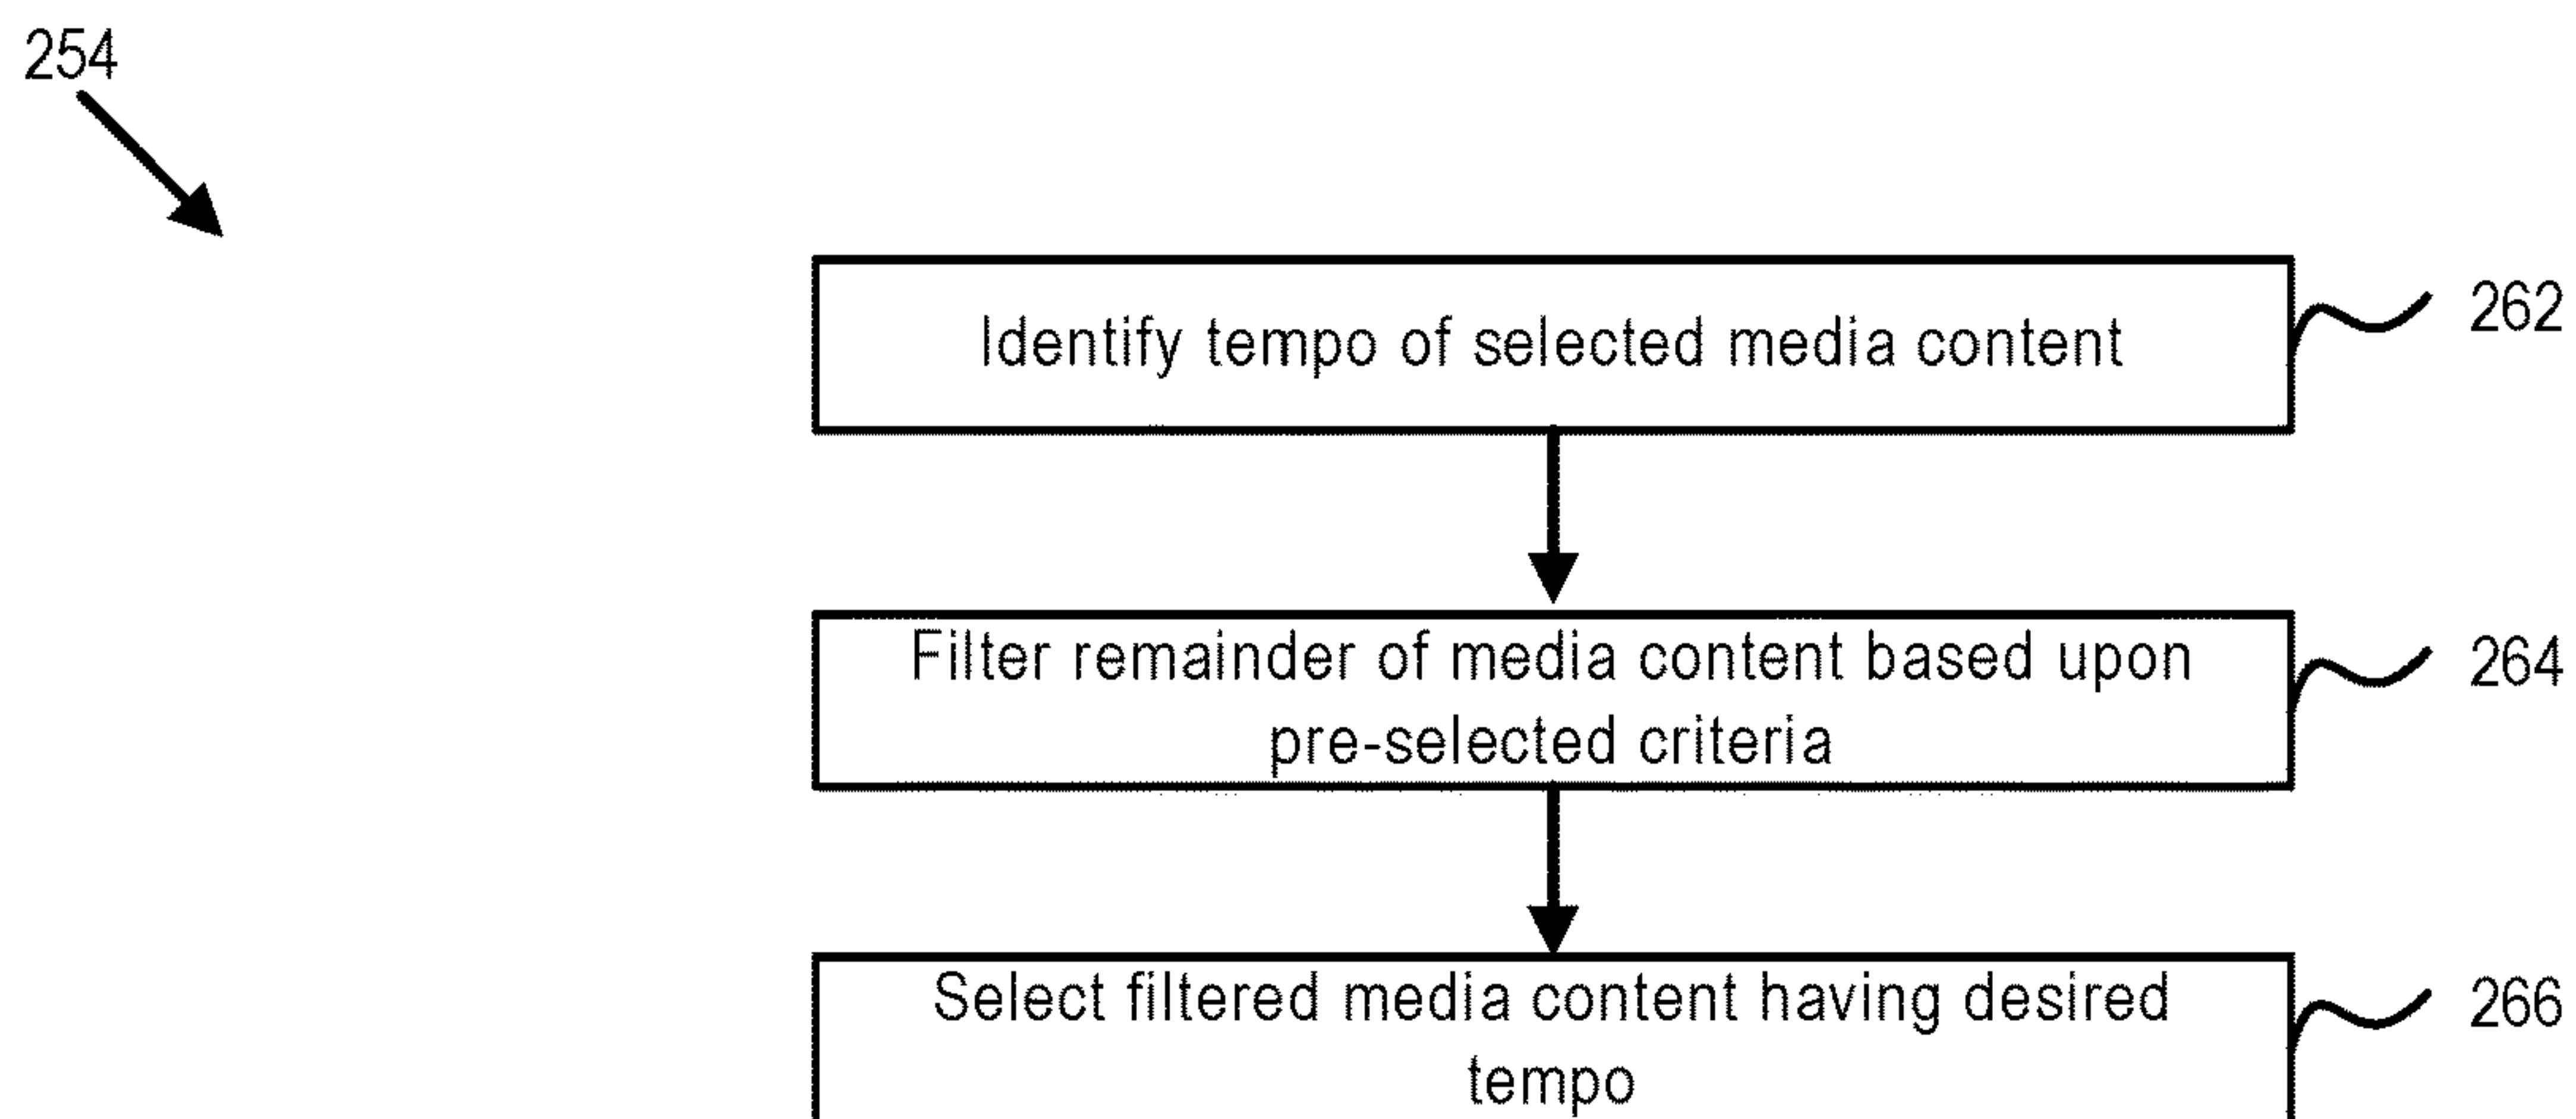 254
Identify tempo of selected media content
262
Filter remainder of media content based upon
pre-selected criteria
264
Select filtered media content having desired
tempo
266